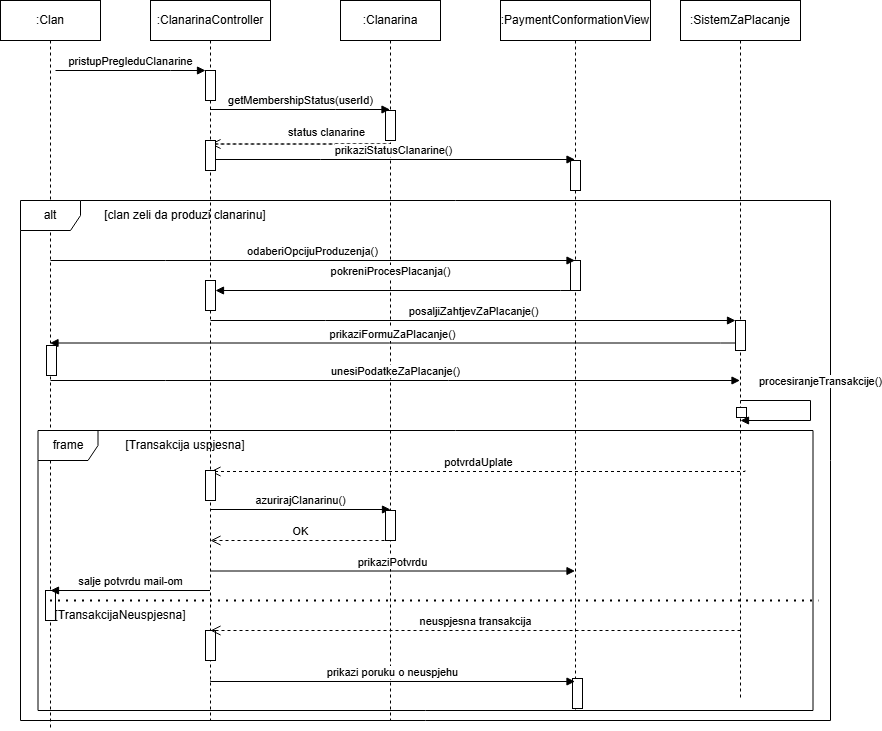 :Clan
:ClanarinaController
:Clanarina
:PaymentConformationView
:SistemZaPlacanje
pristupPregleduClanarine
getMembershipStatus(userId)
status clanarine
prikaziStatusClanarine()
alt
[clan zeli da produzi clanarinu]
odaberiOpcijuProduzenja()
pokreniProcesPlacanja()
posaljiZahtjevZaPlacanje()
prikaziFormuZaPlacanje()
unesiPodatkeZaPlacanje()
procesiranjeTransakcije()
frame
[Transakcija uspjesna]
potvrdaUplate
azurirajClanarinu()
OK
prikaziPotvrdu
salje potvrdu mail-om
[TransakcijaNeuspjesna]
neuspjesna transakcija
prikazi poruku o neuspjehu